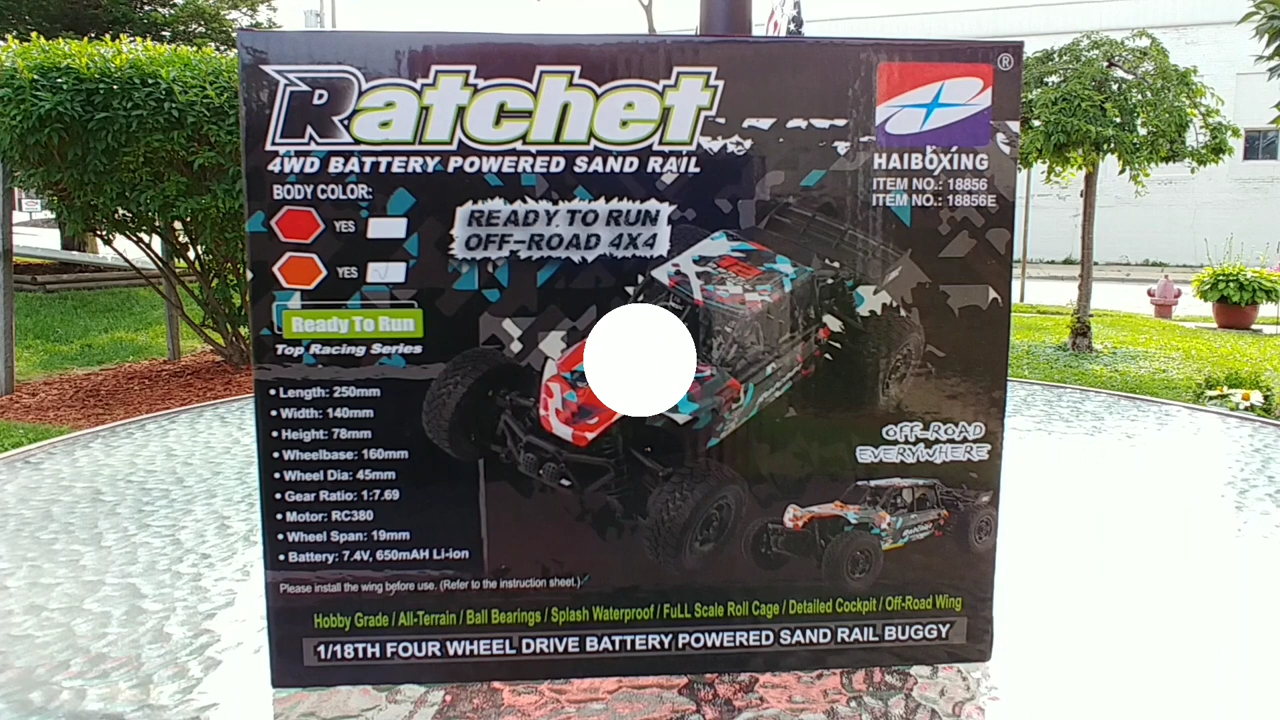 Ratchet
®
4WD BATTERY POWERED SAND RAIL
HAIBOXING
ITEM NO.: 18856
ITEM NO.: 18856E
BODY COLOR:
YES
YES
READY TO RUN
OFF-ROAD 4X4
Ready To Run
Top Racing Series
• Length: 250mm
• Width: 140mm
• Height: 78mm
• Wheelbase: 160mm
• Wheel Dia: 45mm
• Gear Ratio: 1:7.69
• Motor: RC380
• Wheel Span: 19mm
• Battery: 7.4V, 650mAH Li-ion
OFF-ROAD
EVERYWHERE
Please install the wing before use. (Refer to the instruction sheet.)
Hobby Grade / All-Terrain / Ball Bearings / Splash Waterproof / FuLL Scale Roll Cage / Detailed Cockpit / Off-Road Wing
1/18TH FOUR WHEEL DRIVE BATTERY POWERED SAND RAIL BUGGY